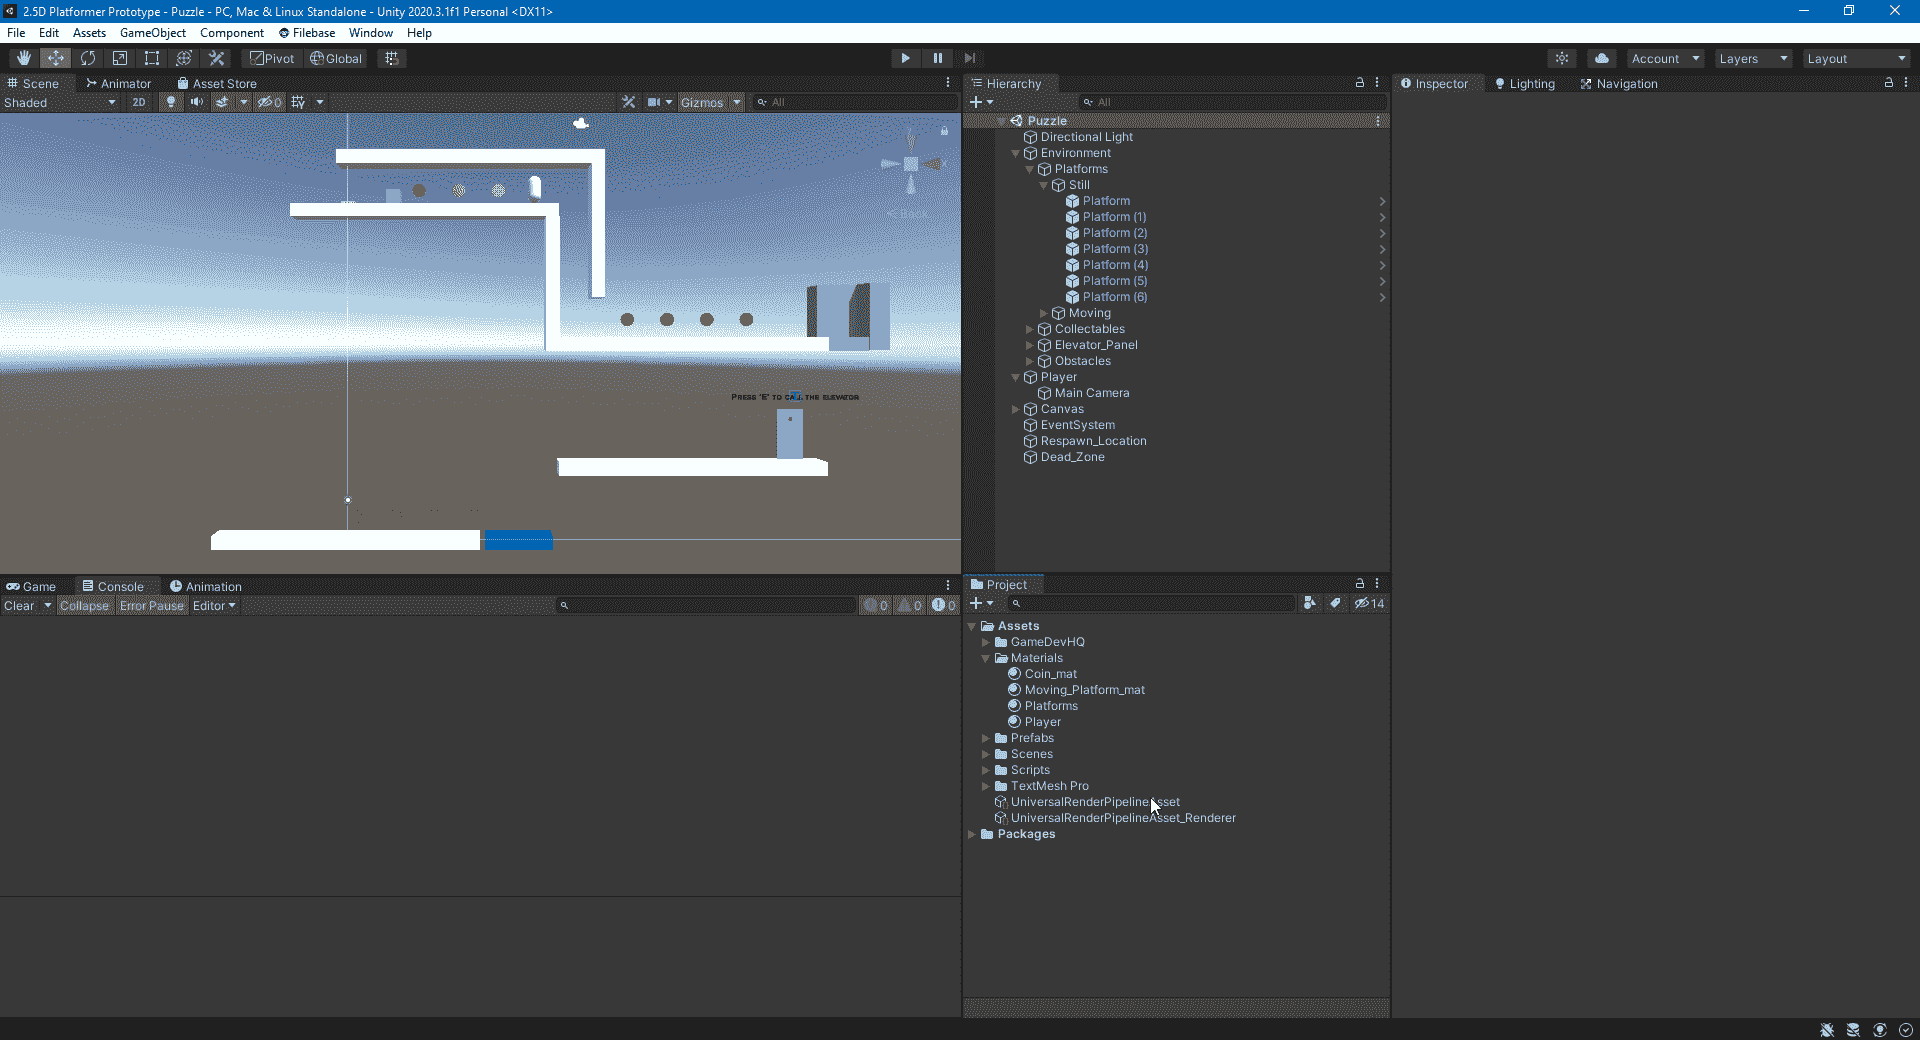 2.5D Platformer Prototype - Puzzle - PC, Mac & Linux Standalone - Unity 2020.3.1f1 Personal <DX11>
File Edit Assets GameObject Component Filebase Window Help
Pivot Global Account Layers Layout
Scene Animator Asset Store
Shaded 2D 0 Gizmos All
x
Back
Press "E" to call the elevator
Hierarchy
All
Puzzle
Directional Light
Environment
Platforms
Still
Platform
Platform (1)
Platform (2)
Platform (3)
Platform (4)
Platform (5)
Platform (6)
Moving
Collectables
Elevator_Panel
Obstacles
Player
Main Camera
Canvas
EventSystem
Respawn_Location
Dead_Zone
Inspector Lighting Navigation
Game Console Animation
Clear Collapse Error Pause Editor 0 0 0
Project
14
Assets
GameDevHQ
Materials
Coin_mat
Moving_Platform_mat
Platforms
Player
Prefabs
Scenes
Scripts
TextMesh Pro
UniversalRenderPipelineAsset
UniversalRenderPipelineAsset_Renderer
Packages